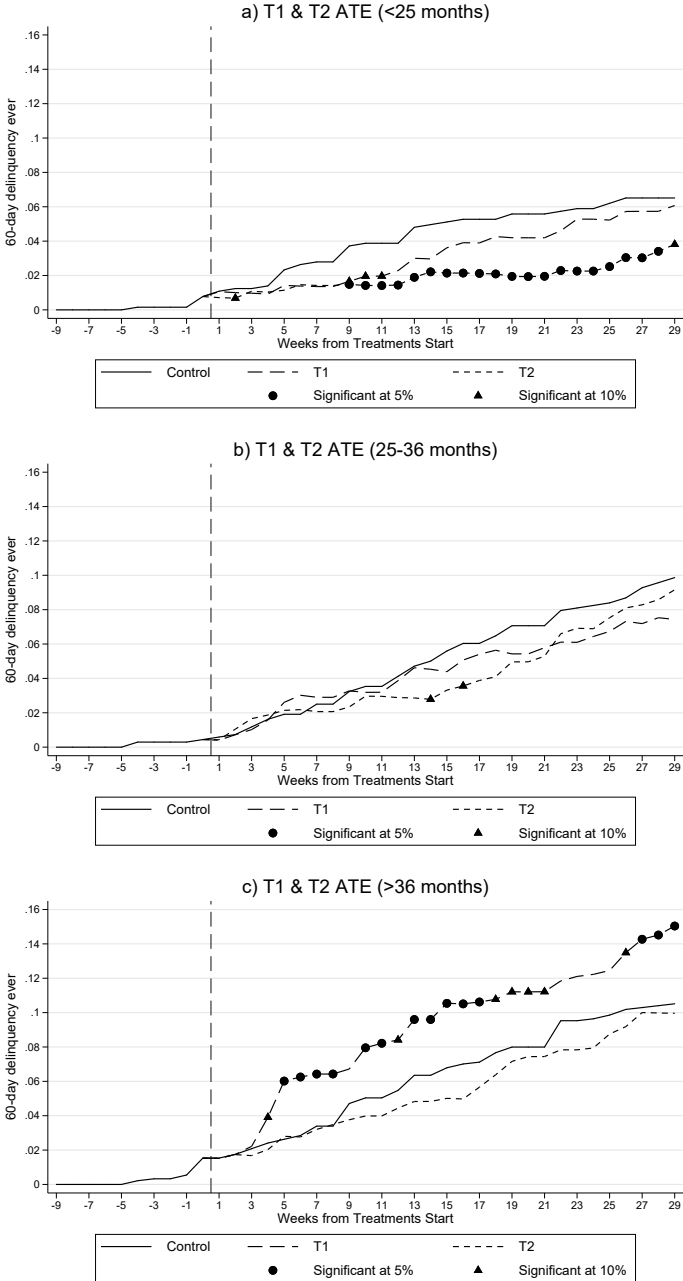 a) T1 & T2 ATE (<25 months)
.16
.14
.12
.1
.08
.06
.04
.02
0
60-day delinquency ever
-9 -7 -5 -3 -1 1 3 5 7 9 11 13 15 17 19 21 23 25 27 29
Weeks from Treatments Start
Control T1 T2
Significant at 5% Significant at 10%
b) T1 & T2 ATE (25-36 months)
.16
.14
.12
.1
.08
.06
.04
.02
0
60-day delinquency ever
-9 -7 -5 -3 -1 1 3 5 7 9 11 13 15 17 19 21 23 25 27 29
Weeks from Treatments Start
Control T1 T2
Significant at 5% Significant at 10%
c) T1 & T2 ATE (>36 months)
.16
.14
.12
.1
.08
.06
.04
.02
0
60-day delinquency ever
-9 -7 -5 -3 -1 1 3 5 7 9 11 13 15 17 19 21 23 25 27 29
Weeks from Treatments Start
Control T1 T2
Significant at 5% Significant at 10%